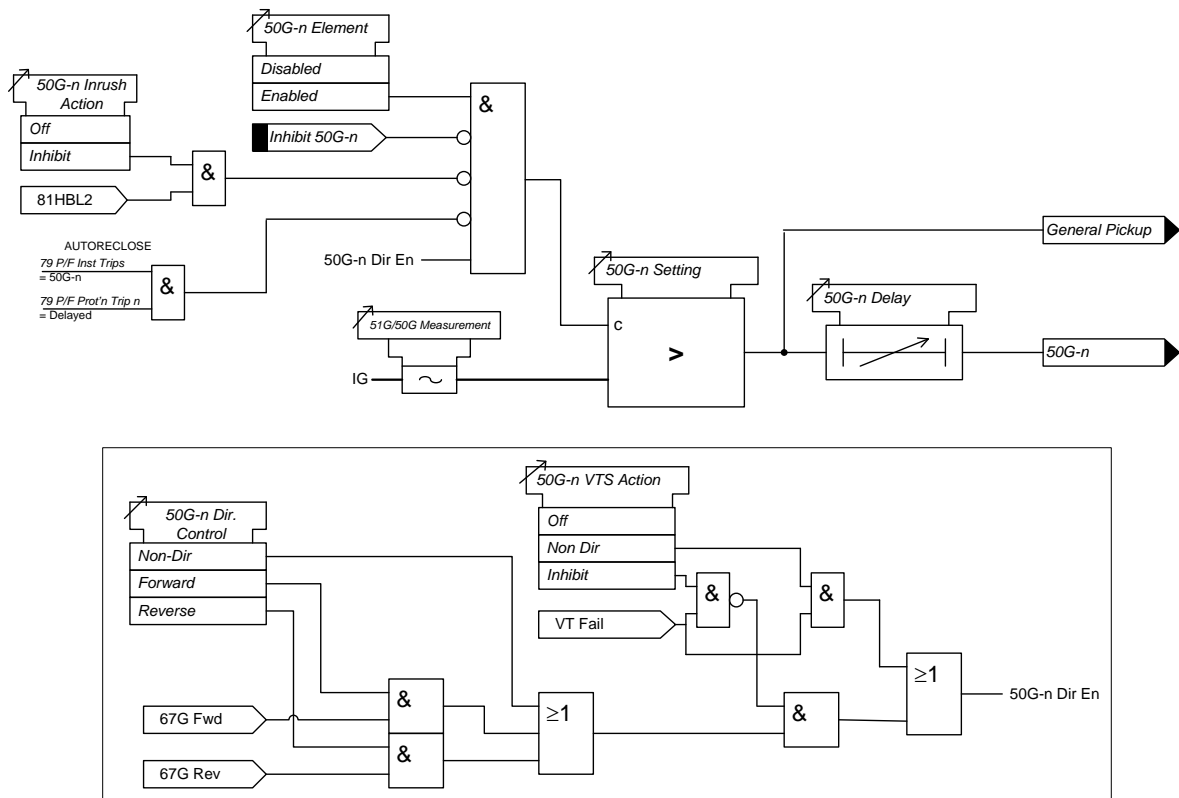 50G-n Element
Disabled
Enabled
&
Inhibit 50G-n
50G-n Inrush
Action
Off
Inhibit
&
81HBL2
AUTORECLOSE
79 P/F Inst Trips
= 50G-n
79 P/F Prot'n Trip n
= Delayed
&
50G-n Dir En
General Pickup
50G-n Setting
c
>
50G-n Delay
50G-n
51G/50G Measurement
IG
50G-n VTS Action
Off
Non Dir
Inhibit
&
&
VT Fail
50G-n Dir.
Control
Non-Dir
Forward
Reverse
67G Fwd
&
67G Rev
&
≥1
&
≥1
50G-n Dir En